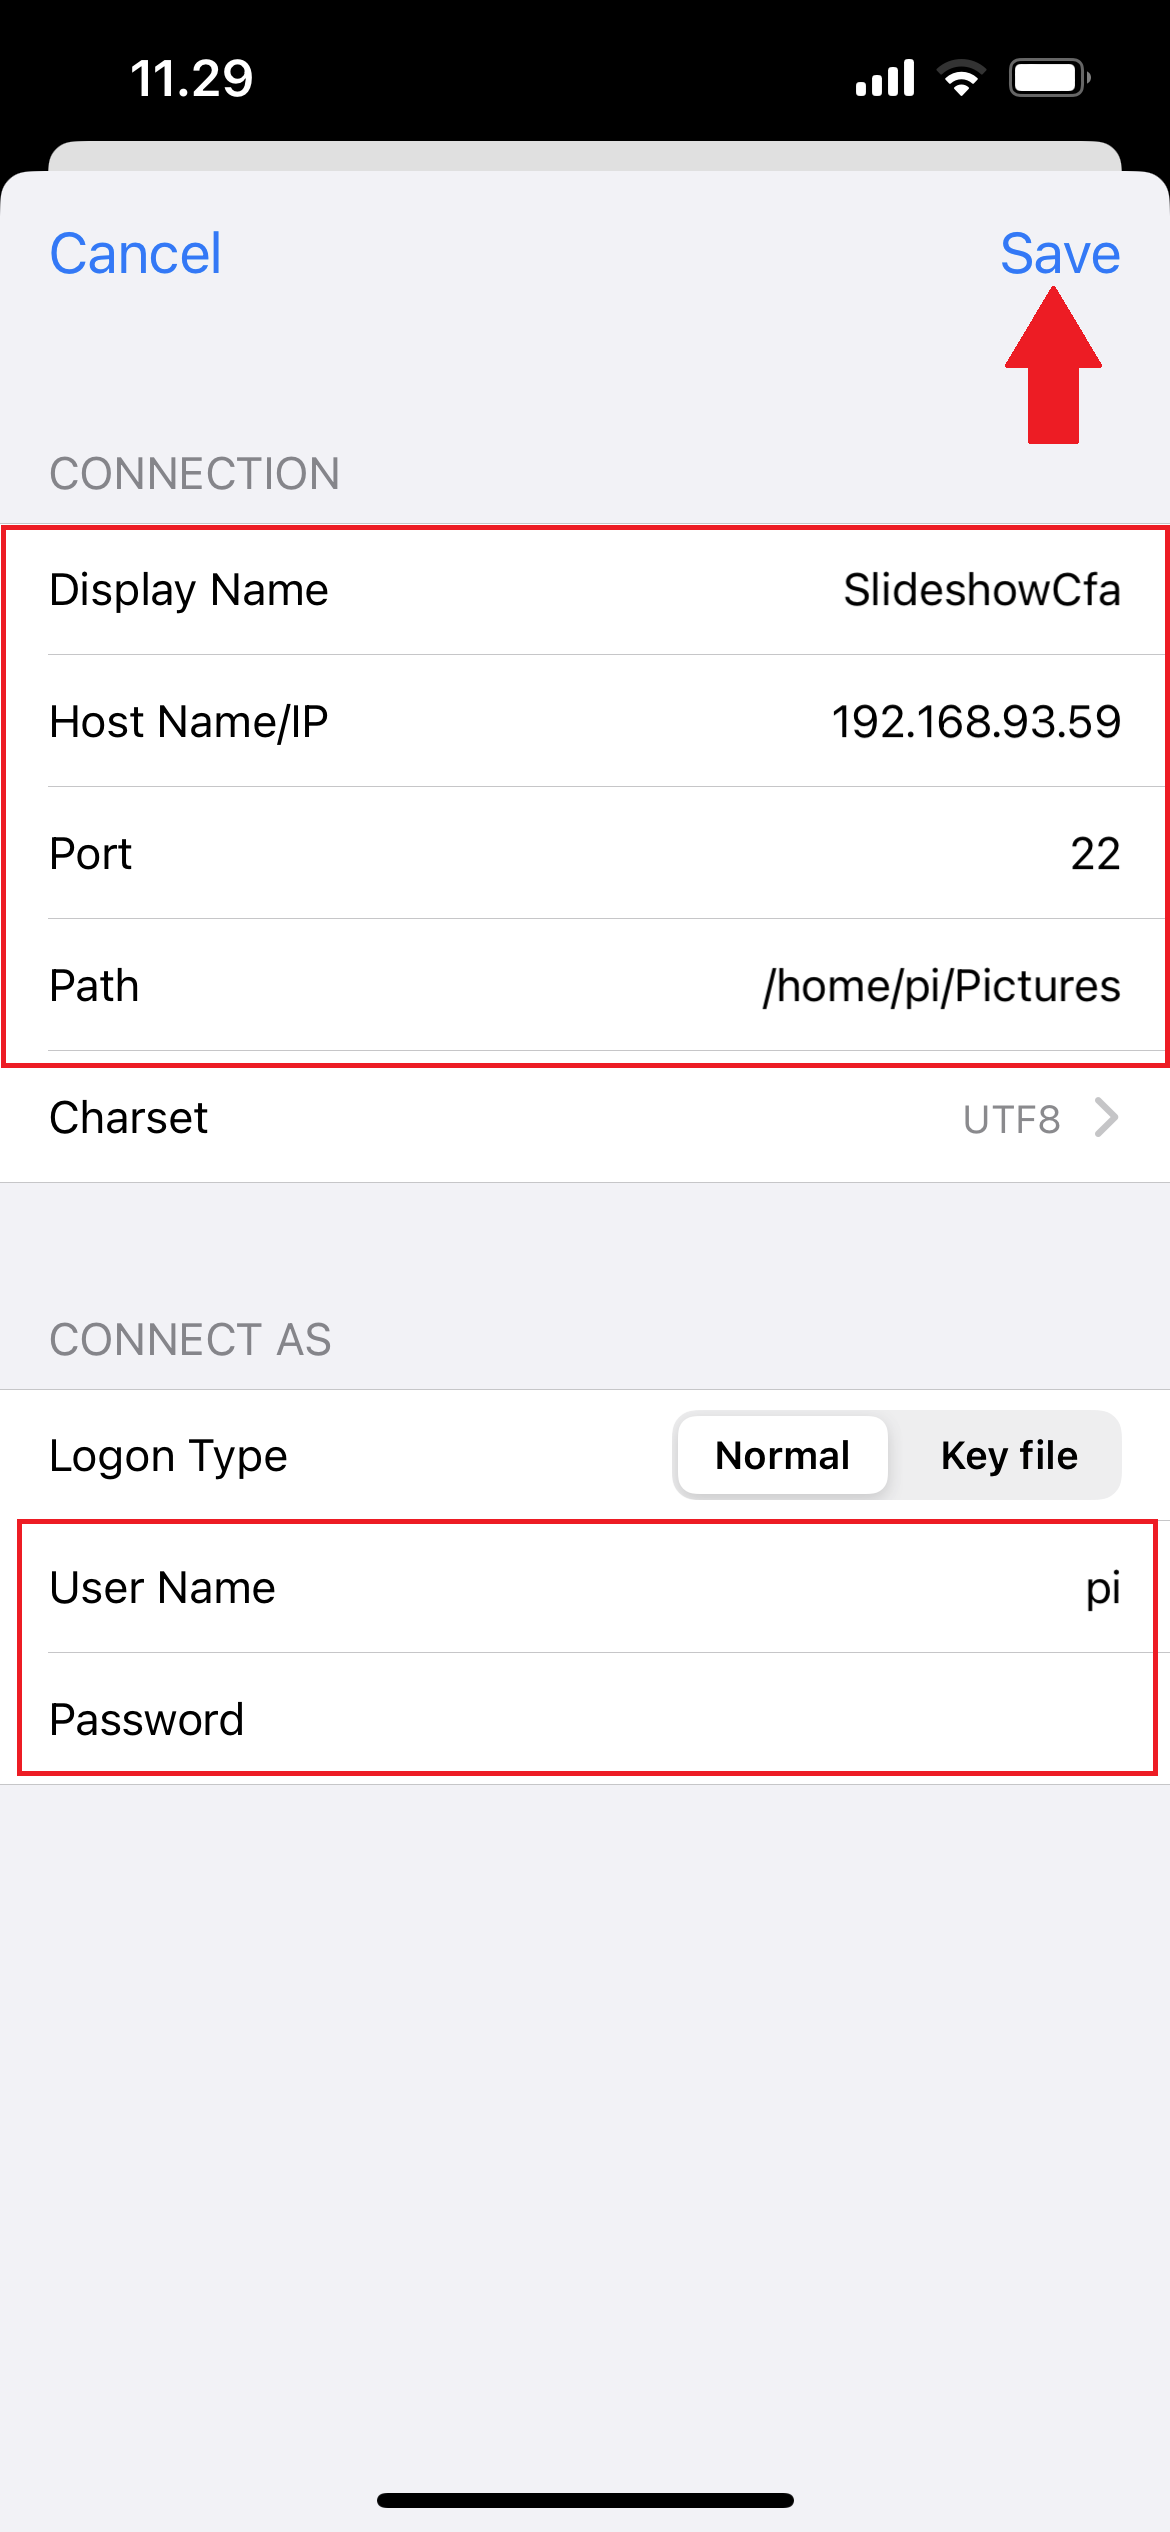 11.29
Cancel Save
CONNECTION
Display Name SlideshowCfa
Host Name/IP 192.168.93.59
Port 22
Path /home/pi/Pictures
Charset UTF8
CONNECT AS
Logon Type Normal Key file
User Name pi
Password